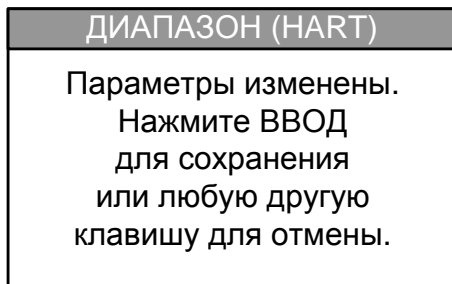 ДИАПАЗОН (HART)
Параметры изменены.
Нажмите ВВОД
для сохранения
или любую другую
клавишу для отмены.